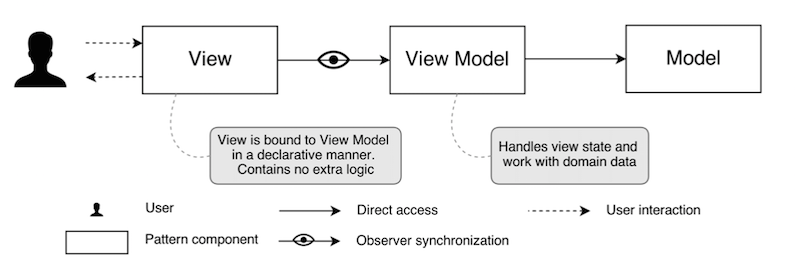 View
View Model
Model
View is bound to View Model
in a declarative manner.
Contains no extra logic
Handles view state and
work with domain data
User
Direct access
User interaction
Pattern component
Observer synchronization